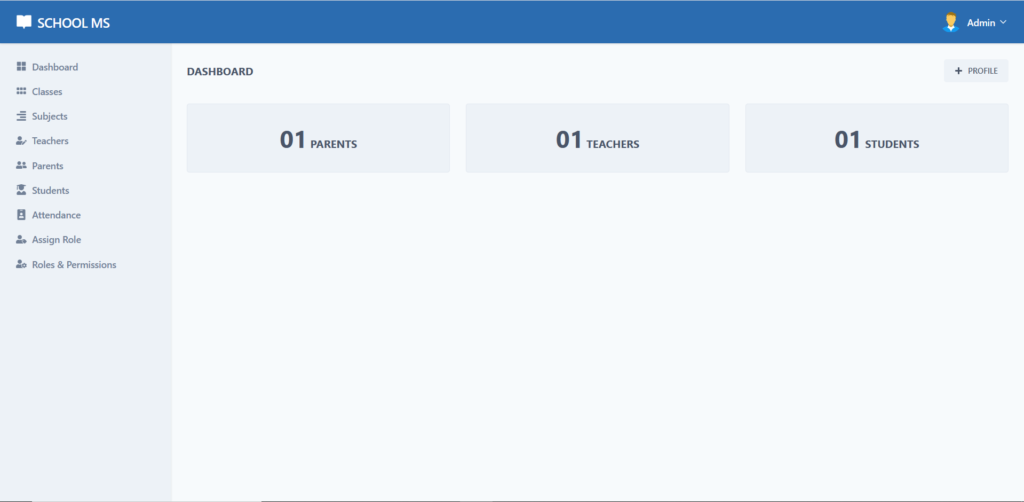 SCHOOL MS
Admin
Dashboard
Classes
Subjects
Teachers
Parents
Students
Attendance
Assign Role
Roles & Permissions
DASHBOARD
PROFILE
01 PARENTS
01 TEACHERS
01 STUDENTS